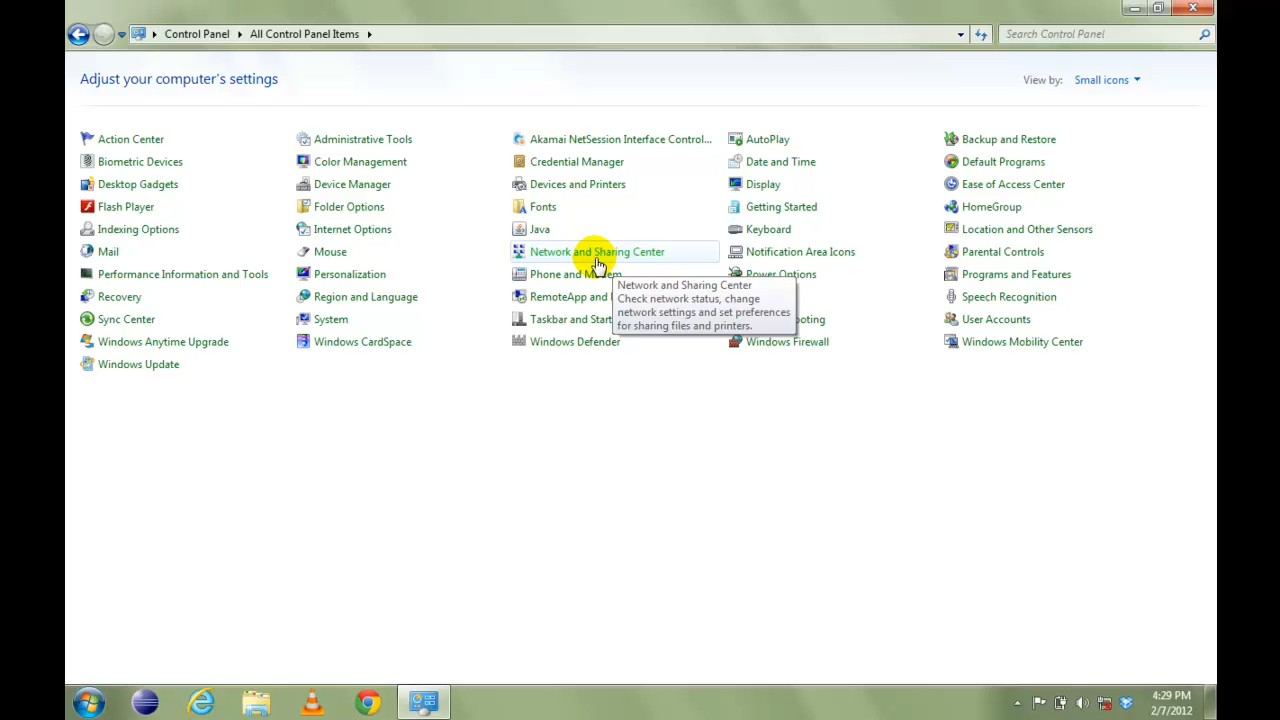 Control Panel All Control Panel Items Search Control Panel
Adjust your computer's settings View by: Small icons
Action Center Administrative Tools Akamai NetSession Interface Control... AutoPlay Backup and Restore
Biometric Devices Color Management Credential Manager Date and Time Default Programs
Desktop Gadgets Device Manager Devices and Printers Display Ease of Access Center
Flash Player Folder Options Fonts Getting Started HomeGroup
Indexing Options Internet Options Java Keyboard Location and Other Sensors
Mail Mouse Network and Sharing Center Notification Area Icons Parental Controls
Performance Information and Tools Personalization Phone and Modem Power Options Programs and Features
Recovery Region and Language RemoteApp and Speech Recognition
Sync Center System Taskbar and Start User Accounts
Windows Anytime Upgrade Windows CardSpace Windows Defender Windows Firewall Windows Mobility Center
Windows Update
Network and Sharing Center
Check network status, change
network settings and set preferences
for sharing files and printers.
4:29 PM
2/7/2012